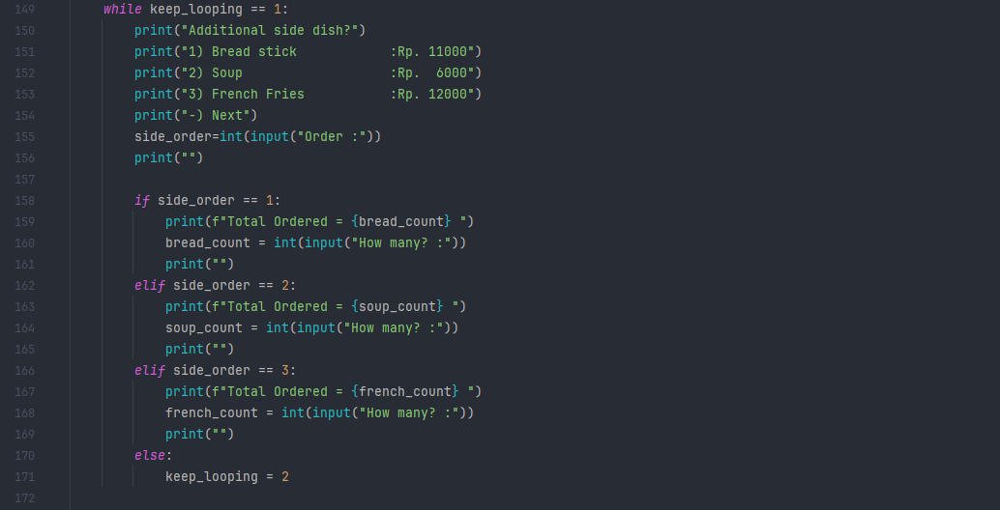 149 while keep_looping == 1:
150 print("Additional side dish?")
151 print("1) Bread stick            :Rp. 11000")
152 print("2) Soup                   :Rp.  6000")
153 print("3) French Fries           :Rp. 12000")
154 print("-) Next")
155 side_order=int(input("Order :"))
156 print("")
157
158 if side_order == 1:
159 print(f"Total Ordered = {bread_count} ")
160 bread_count = int(input("How many? :"))
161 print("")
162 elif side_order == 2:
163 print(f"Total Ordered = {soup_count} ")
164 soup_count = int(input("How many? :"))
165 print("")
166 elif side_order == 3:
167 print(f"Total Ordered = {french_count} ")
168 french_count = int(input("How many? :"))
169 print("")
170 else:
171 keep_looping = 2
172